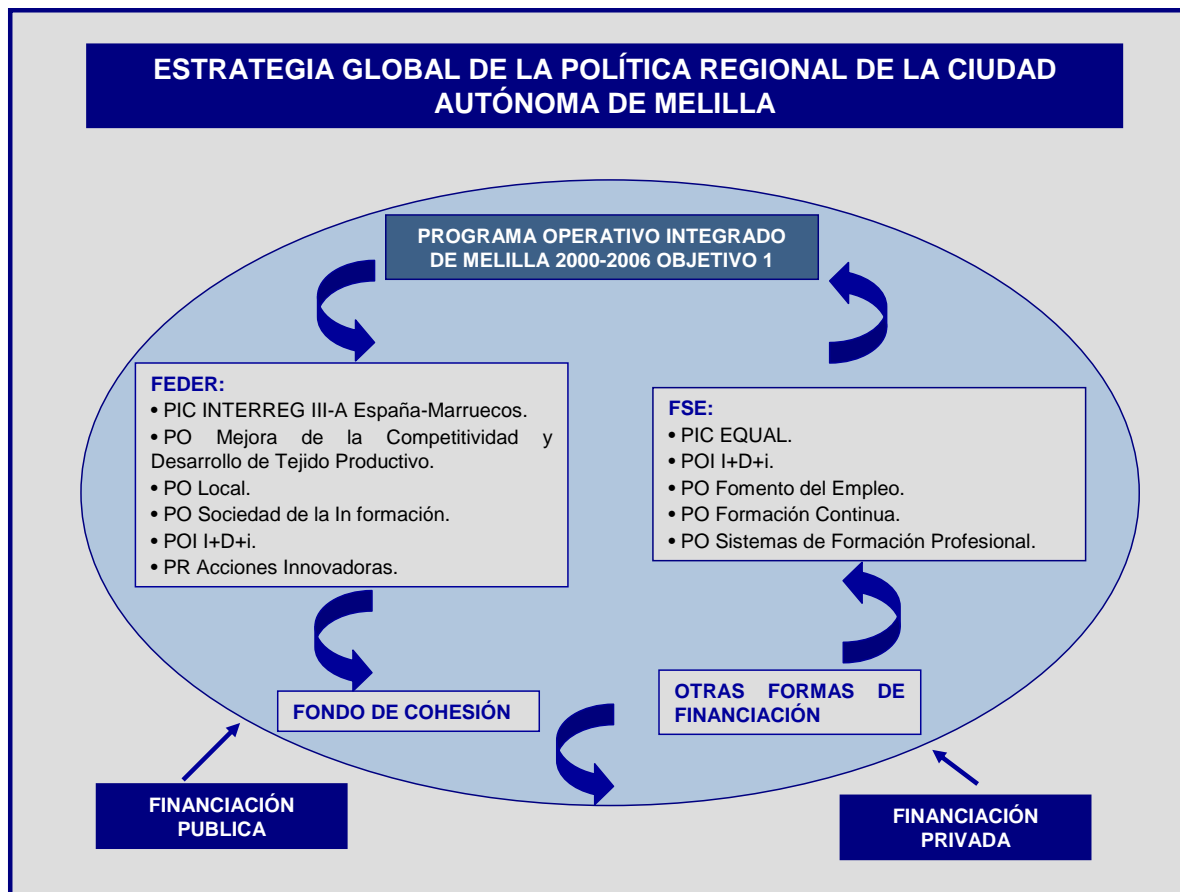 ESTRATEGIA GLOBAL DE LA POLÍTICA REGIONAL DE LA CIUDAD
AUTÓNOMA DE MELILLA
PROGRAMA OPERATIVO INTEGRADO
DE MELILLA 2000-2006 OBJETIVO 1
FEDER:
• PIC INTERREG III-A España-Marruecos.
• PO Mejora de la Competitividad y
Desarrollo de Tejido Productivo.
• PO Local.
• PO Sociedad de la In formación.
• POI I+D+i.
• PR Acciones Innovadoras.
FSE:
• PIC EQUAL.
• POI I+D+i.
• PO Fomento del Empleo.
• PO Formación Continua.
• PO Sistemas de Formación Profesional.
FONDO DE COHESIÓN
OTRAS FORMAS DE
FINANCIACIÓN
FINANCIACIÓN
PUBLICA
FINANCIACIÓN
PRIVADA